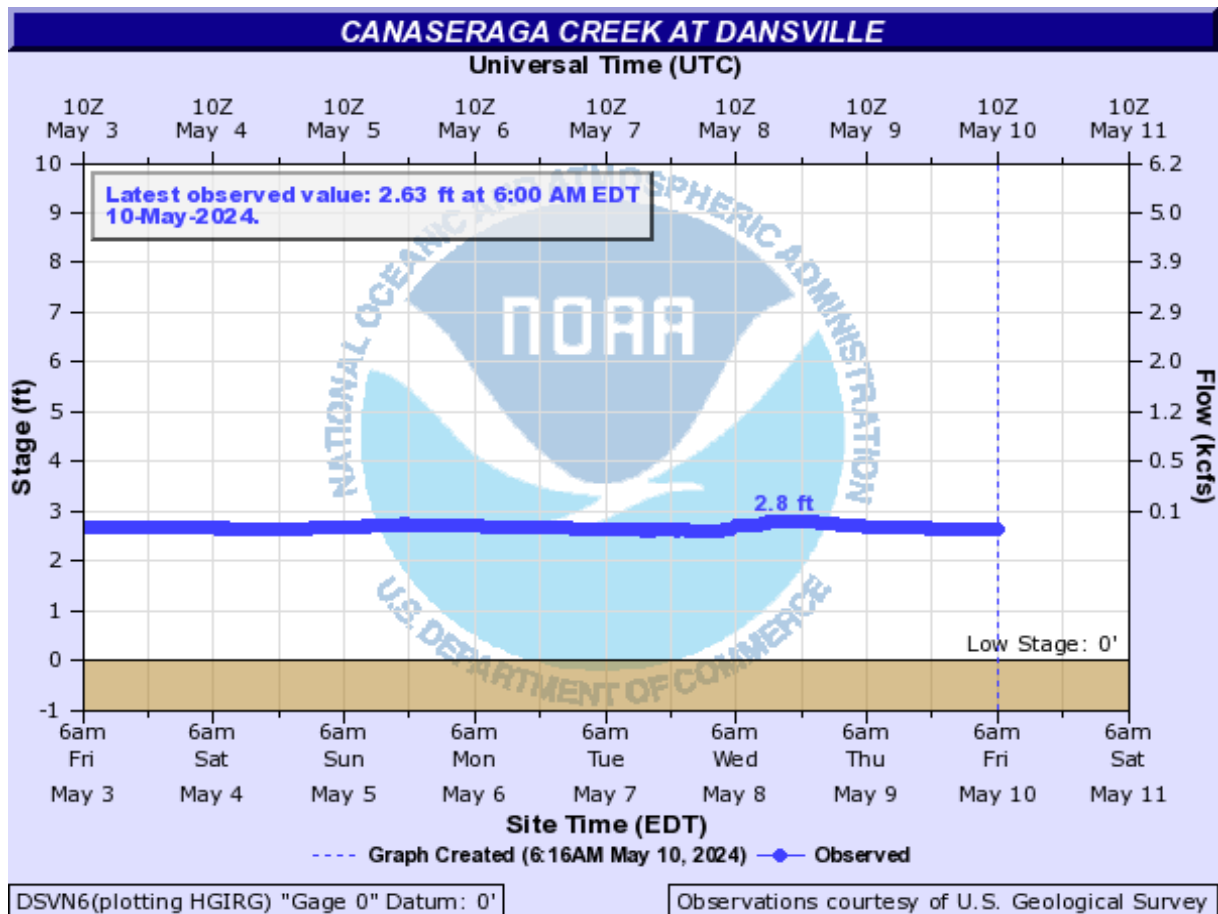 CANASERAGA CREEK AT DANSVILLE
Universal Time (UTC)
10Z 10Z 10Z 10Z 10Z 10Z 10Z 10Z 10Z
May 3 May 4 May 5 May 6 May 7 May 8 May 9 May 10 May 11
Latest observed value: 2.63 ft at 6:00 AM EDT
10-May-2024.
Stage (ft)
10
9
8
7
6
5
4
3
2
1
0
-1
NATIONAL OCEANIC AND ATMOSPHERIC ADMINISTRATION
NOAA
U.S. DEPARTMENT OF COMMERCE
2.8 ft
Low Stage: 0'
6.2
5.0
3.9
2.9
2.0
1.2
0.5
0.1
Flow (kcfs)
6am 6am 6am 6am 6am 6am 6am 6am 6am
Fri Sat Sun Mon Tue Wed Thu Fri Sat
May 3 May 4 May 5 May 6 May 7 May 8 May 9 May 10 May 11
Site Time (EDT)
Graph Created (6:16AM May 10, 2024) Observed
DSVN6(plotting HGIRG) "Gage 0" Datum: 0'
Observations courtesy of U.S. Geological Survey